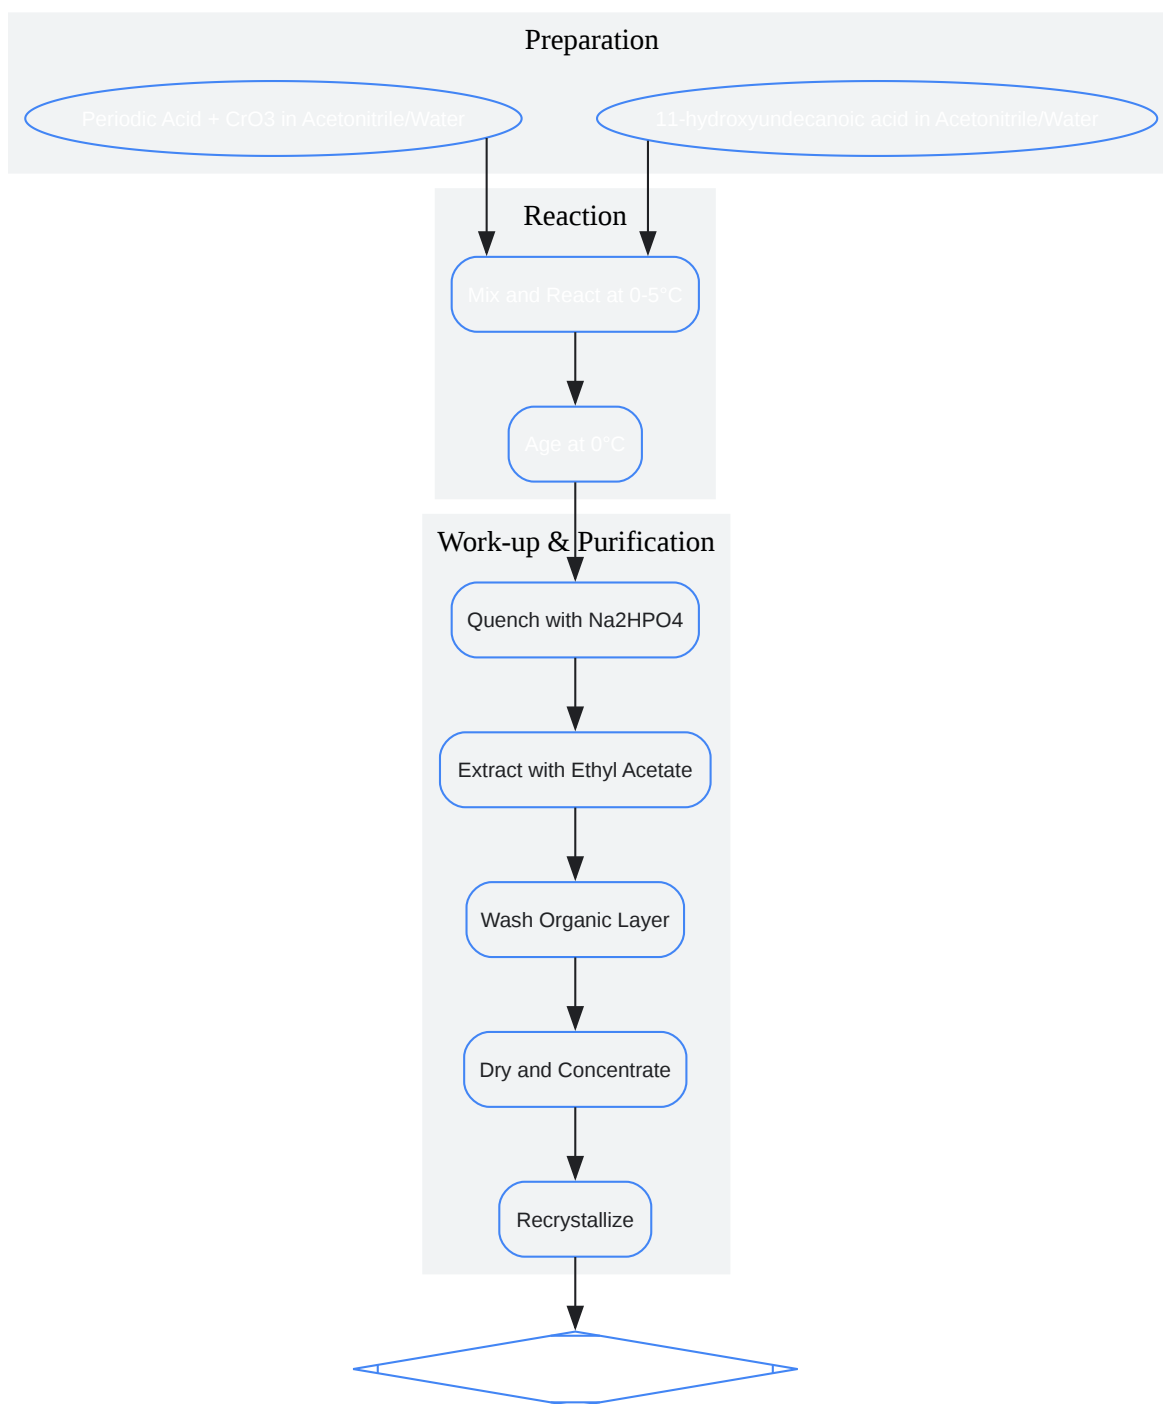 Preparation
Periodic Acid + CrO3 in Acetonitrile/Water
11-hydroxyundecanoic acid in Acetonitrile/Water
Reaction
Mix and React at 0-5°C
Age at 0°C
Work-up & Purification
Quench with Na2HPO4
Extract with Ethyl Acetate
Wash Organic Layer
Dry and Concentrate
Recrystallize